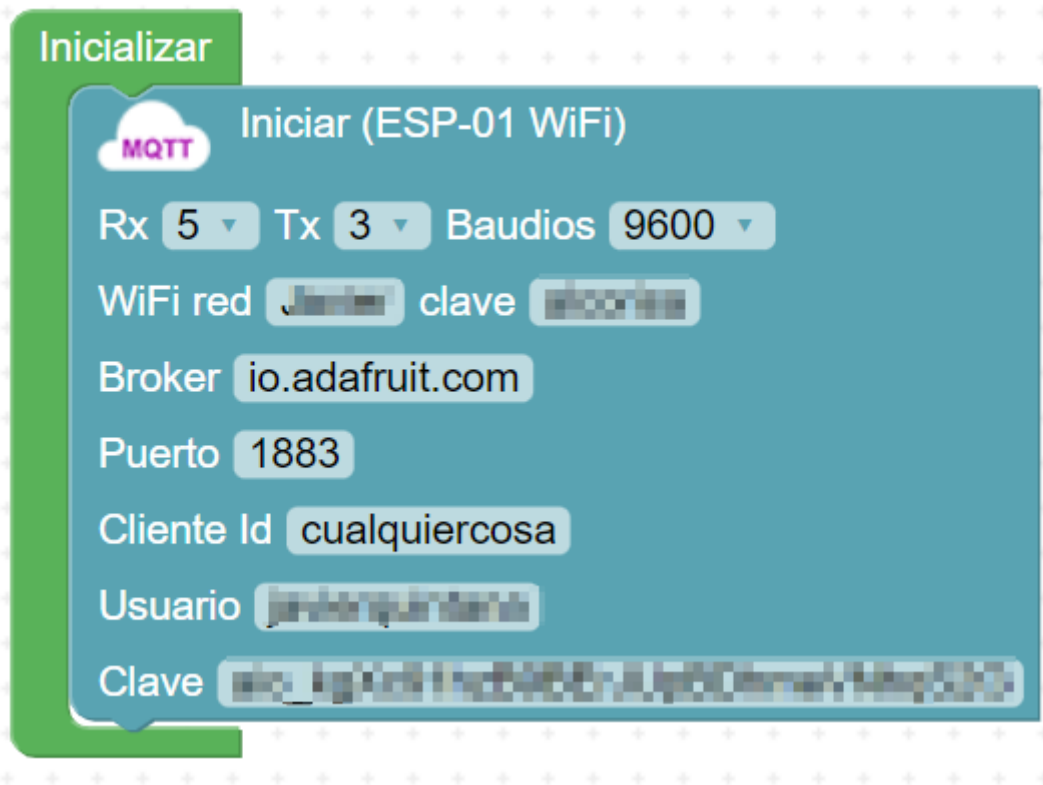 Inicializar
MQTT Iniciar (ESP-01 WiFi)
Rx 5 Tx 3 Baudios 9600
WiFi red clave
Broker io.adafruit.com
Puerto 1883
Cliente Id cualquiercosa
Usuario
Clave